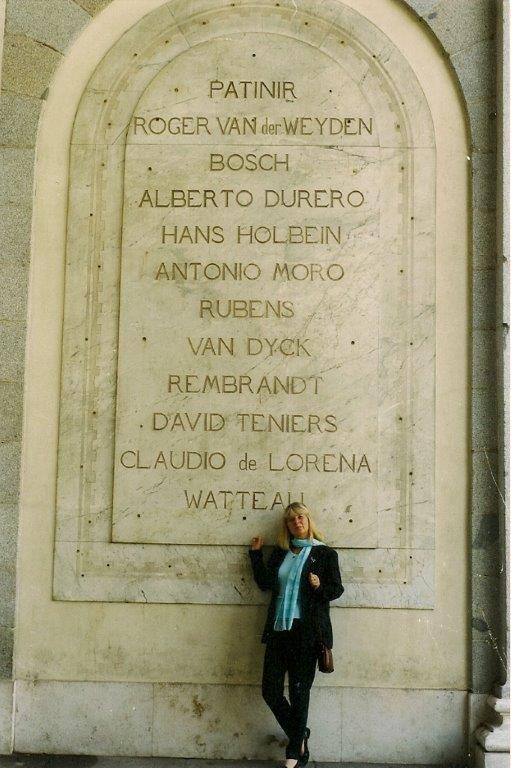 PATINIR
ROGER VAN der WEYDEN
BOSCH
ALBERTO DURERO
HANS HOLBEIN
ANTONIO MORO
RUBENS
VAN DYCK
REMBRANDT
DAVID TENIERS
CLAUDIO de LORENA
WATTEAU